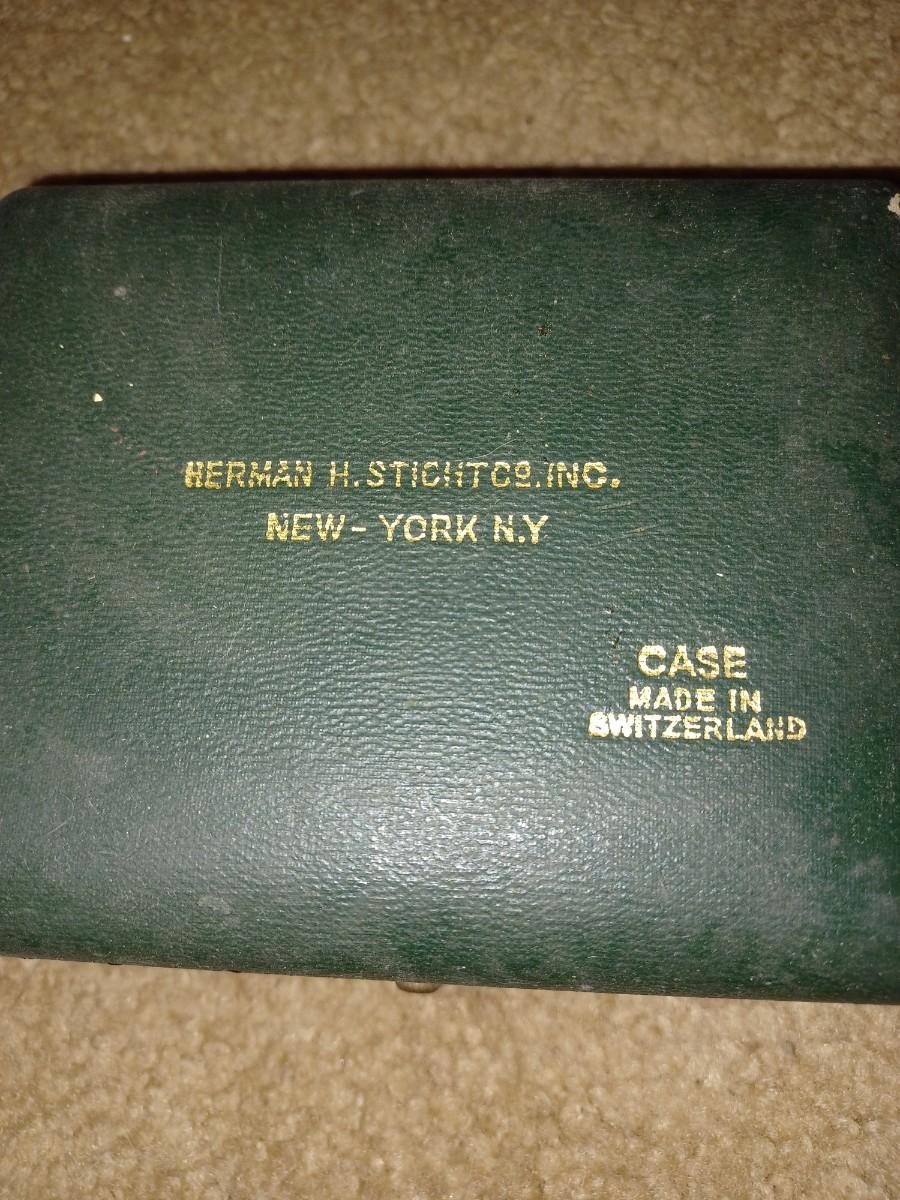 HERMAN H. STICHT CO. INC.
NEW-YORK N.Y
CASE
MADE IN
SWITZERLAND